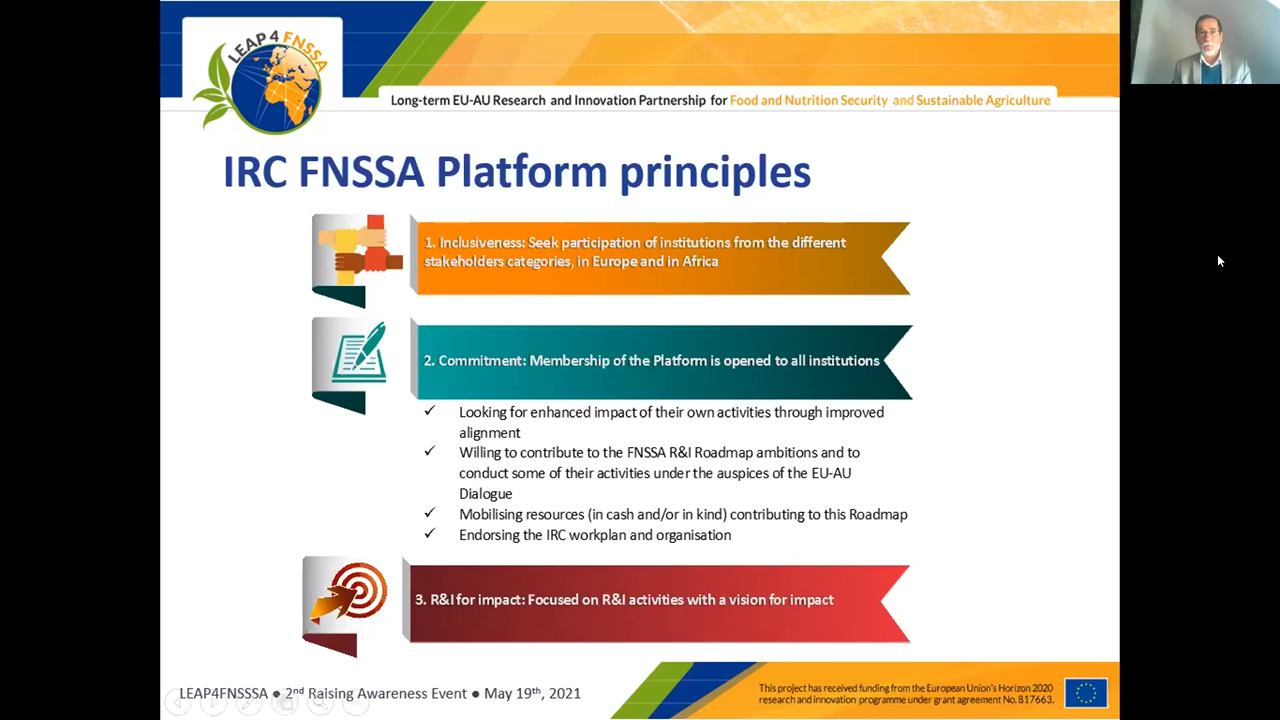 LEAP 4 FNSSA
Long-term EU-AU Research and Innovation Partnership for Food and Nutrition Security and Sustainable Agriculture
IRC FNSSA Platform principles
1. Inclusiveness: Seek participation of institutions from the different
stakeholders categories, in Europe and in Africa
2. Commitment: Membership of the Platform is opened to all institutions
✓ Looking for enhanced impact of their own activities through improved
alignment
✓ Willing to contribute to the FNSSA R&I Roadmap ambitions and to
conduct some of their activities under the auspices of the EU-AU
Dialogue
✓ Mobilising resources (in cash and/or in kind) contributing to this Roadmap
✓ Endorsing the IRC workplan and organisation
3. R&I for impact: Focused on R&I activities with a vision for impact
LEAP4FNSSSA ● 2nd Raising Awareness Event ● May 19th, 2021
This project has received funding from the European Union's Horizon 2020
research and innovation programme under grant agreement No. 817663.